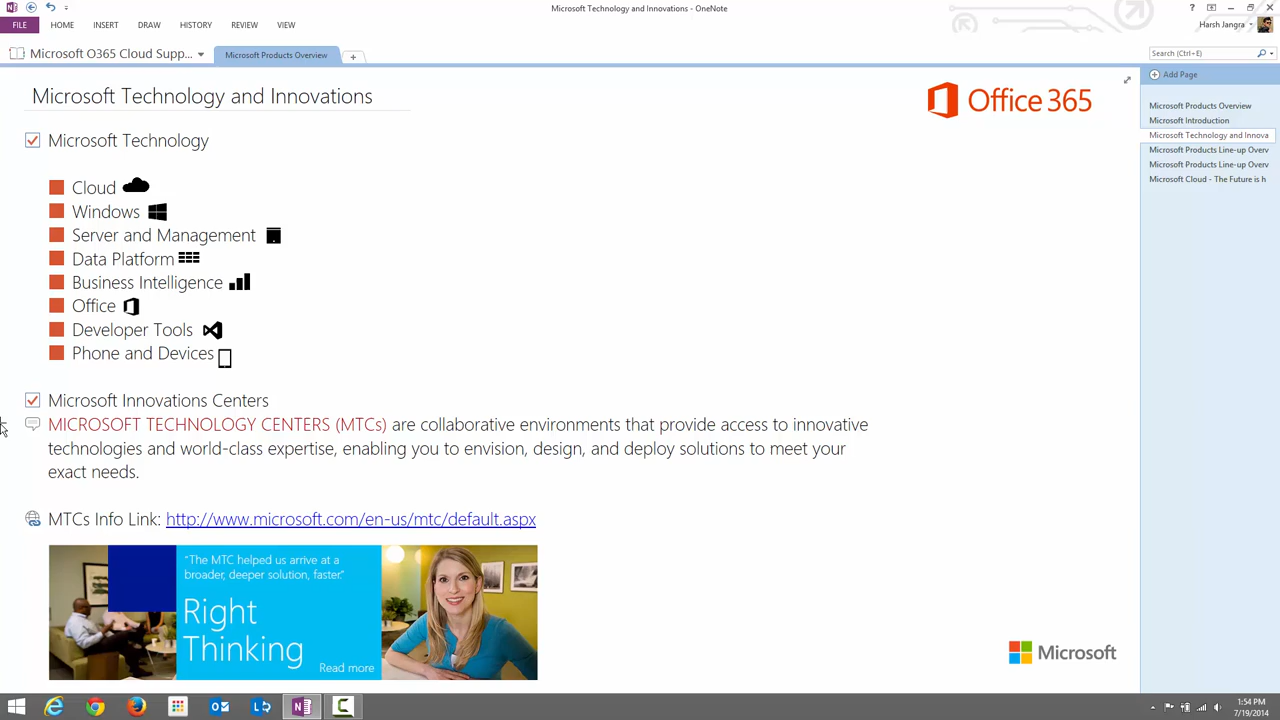 Microsoft Technology and Innovations - OneNote
FILE HOME INSERT DRAW HISTORY REVIEW VIEW
Harsh Jangra
Microsoft O365 Cloud Supp...
Microsoft Products Overview
Search (Ctrl+E)
Add Page
Microsoft Products Overview
Microsoft Introduction
Microsoft Technology and Innova
Microsoft Products Line-up Overv
Microsoft Products Line-up Overv
Microsoft Cloud - The Future is h
Microsoft Technology and Innovations
Office 365
Microsoft Technology
Cloud
Windows
Server and Management
Data Platform
Business Intelligence
Office
Developer Tools
Phone and Devices
Microsoft Innovations Centers
MICROSOFT TECHNOLOGY CENTERS (MTCs) are collaborative environments that provide access to innovative
technologies and world-class expertise, enabling you to envision, design, and deploy solutions to meet your
exact needs.
MTCs Info Link: http://www.microsoft.com/en-us/mtc/default.aspx
"The MTC helped us arrive at a
broader, deeper solution, faster."
Right
Thinking
Read more
Microsoft
1:54 PM
7/19/2014